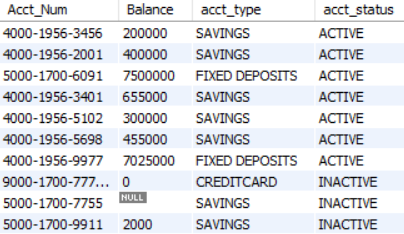 Acct_Num Balance acct_type acct_status
4000-1956-3456 200000 SAVINGS ACTIVE
4000-1956-2001 400000 SAVINGS ACTIVE
5000-1700-6091 7500000 FIXED DEPOSITS ACTIVE
4000-1956-3401 655000 SAVINGS ACTIVE
4000-1956-5102 300000 SAVINGS ACTIVE
4000-1956-5698 455000 SAVINGS ACTIVE
4000-1956-9977 7025000 FIXED DEPOSITS ACTIVE
9000-1700-777... 0 CREDITCARD INACTIVE
5000-1700-7755 NULL SAVINGS INACTIVE
5000-1700-9911 2000 SAVINGS INACTIVE